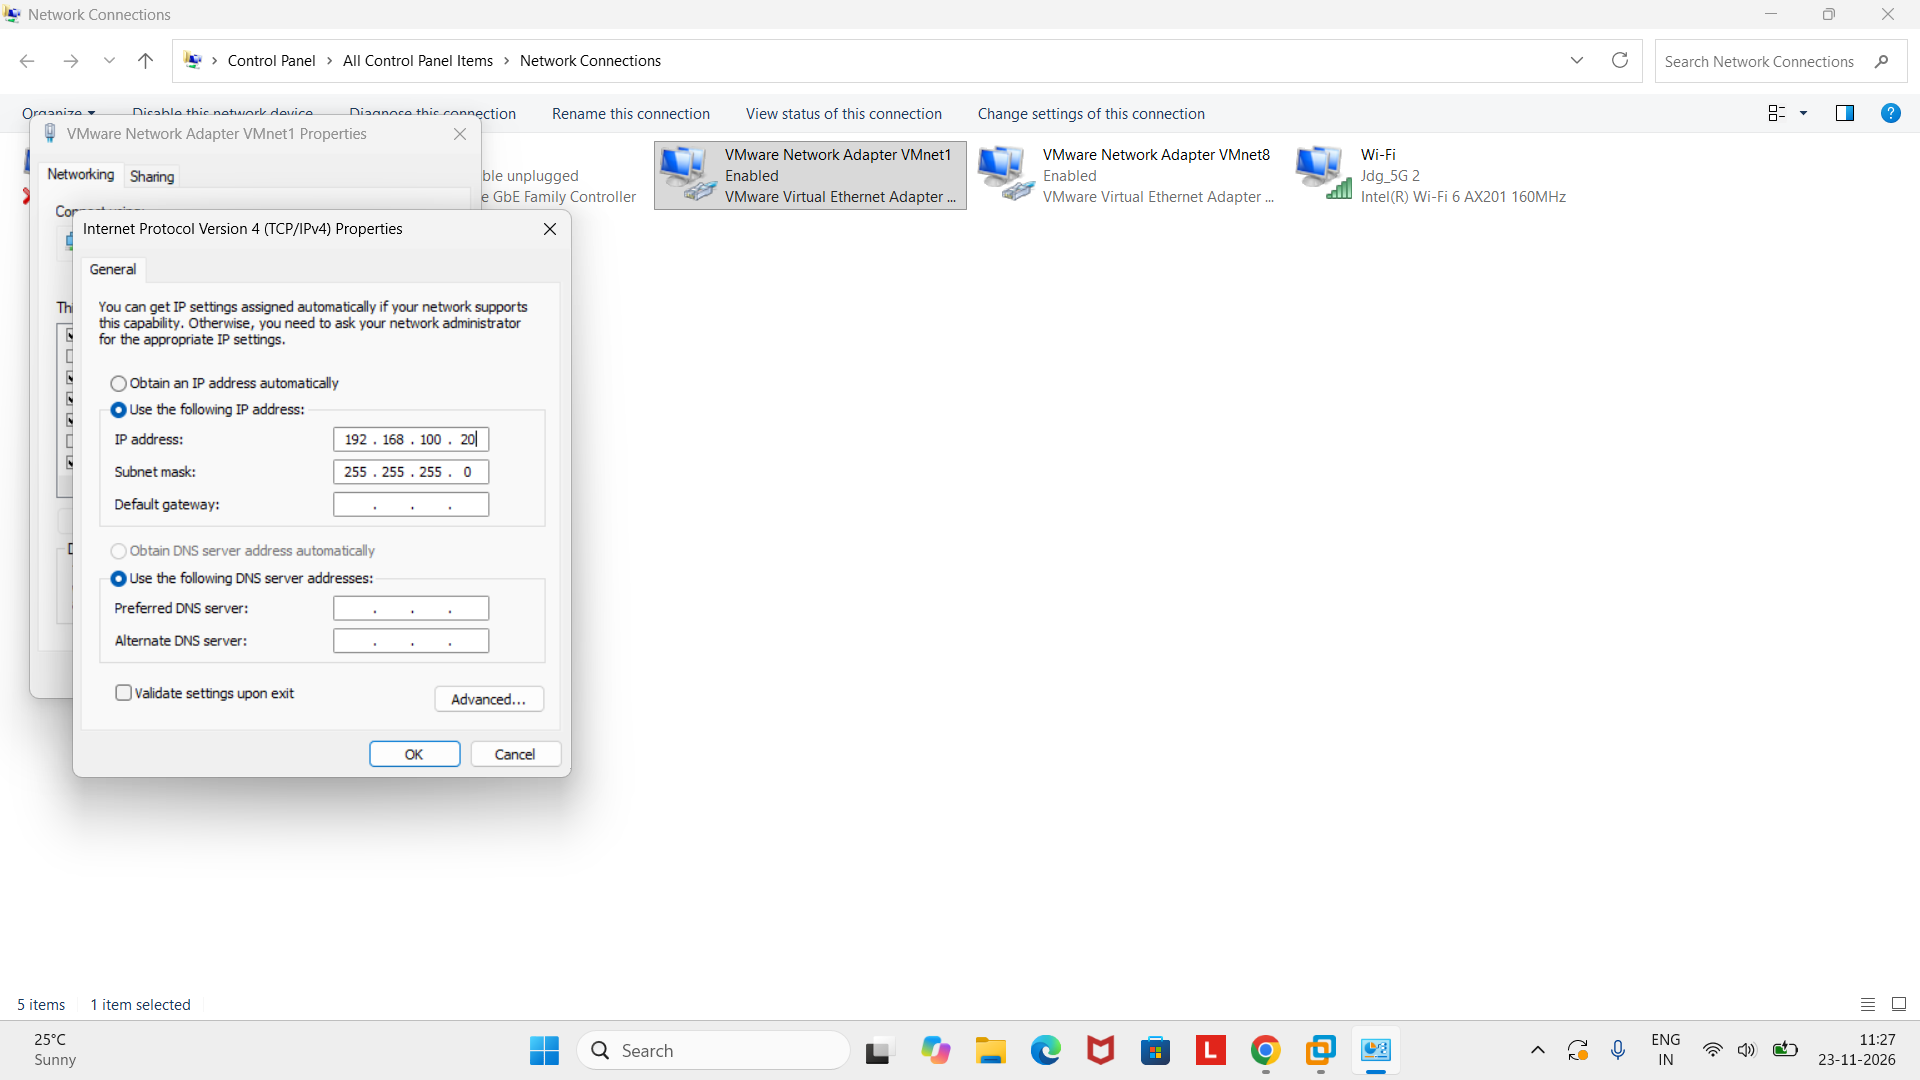 Network Connections
Control Panel > All Control Panel Items > Network Connections
Search Network Connections
Organize
Disable this network device
Diagnose this connection
Rename this connection
View status of this connection
Change settings of this connection
VMware Network Adapter VMnet1 Properties
Networking
Sharing
Connect using:
ble unplugged
e GbE Family Controller
VMware Network Adapter VMnet1
Enabled
VMware Virtual Ethernet Adapter ...
VMware Network Adapter VMnet8
Enabled
VMware Virtual Ethernet Adapter ...
Wi-Fi
Jdg_5G 2
Intel(R) Wi-Fi 6 AX201 160MHz
Internet Protocol Version 4 (TCP/IPv4) Properties
General
You can get IP settings assigned automatically if your network supports
this capability. Otherwise, you need to ask your network administrator
for the appropriate IP settings.
Obtain an IP address automatically
Use the following IP address:
IP address:
192 . 168 . 100 . 20
Subnet mask:
255 . 255 . 255 . 0
Default gateway:
. . .
Obtain DNS server address automatically
Use the following DNS server addresses:
Preferred DNS server:
. . .
Alternate DNS server:
. . .
Validate settings upon exit
Advanced...
OK
Cancel
5 items
1 item selected
25°C
Sunny
Search
ENG
IN
11:27
23-11-2026